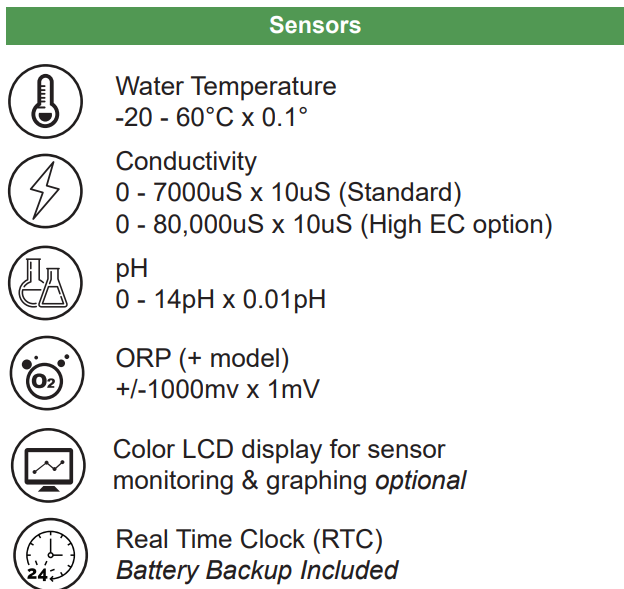 Sensors
Water Temperature
-20 - 60°C x 0.1°
Conductivity
0 - 7000uS x 10uS (Standard)
0 - 80,000uS x 10uS (High EC option)
pH
0 - 14pH x 0.01pH
O2
ORP (+ model)
+/-1000mv x 1mV
Color LCD display for sensor
monitoring & graphing optional
24
Real Time Clock (RTC)
Battery Backup Included